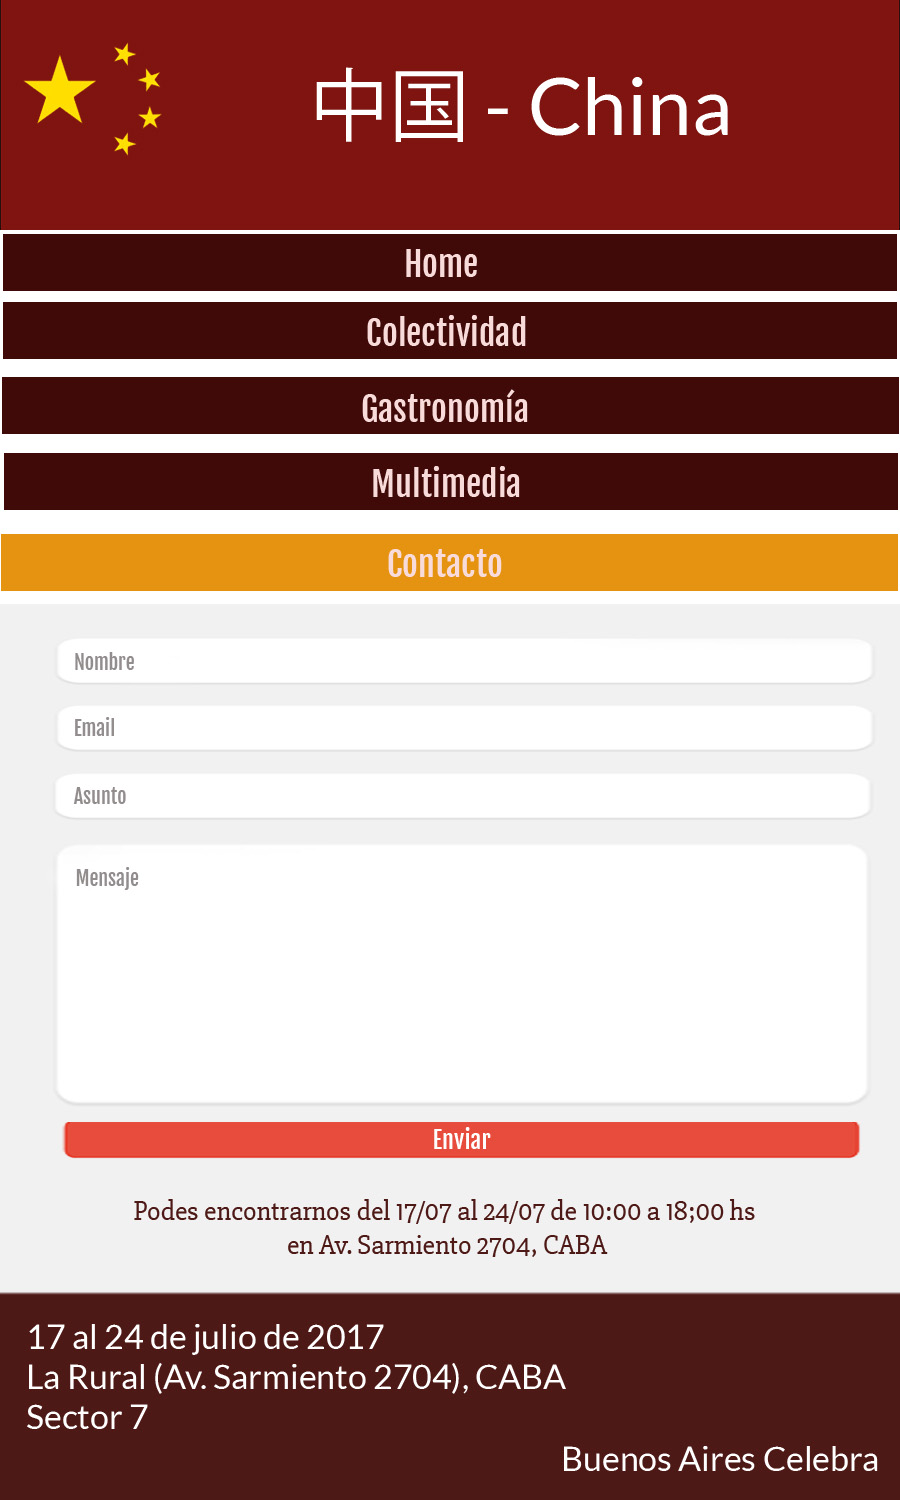 中国 - China
Home
Colectividad
Gastronomía
Multimedia
Contacto
Nombre
Email
Asunto
Mensaje
Enviar
Podes encontrarnos del 17/07 al 24/07 de 10:00 a 18;00 hs
en Av. Sarmiento 2704, CABA
17 al 24 de julio de 2017
La Rural (Av. Sarmiento 2704), CABA
Sector 7
Buenos Aires Celebra